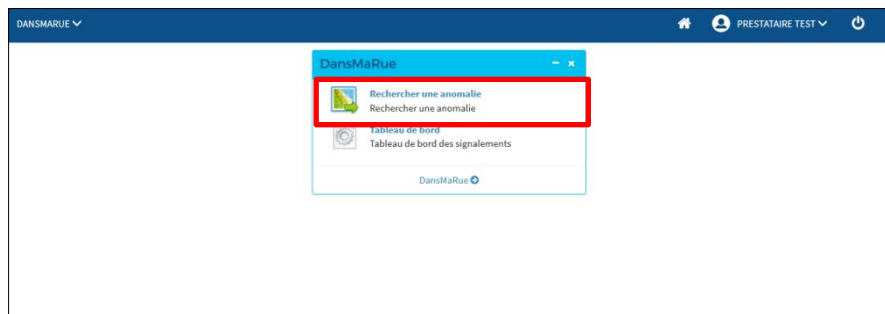 DANSMARUE
PRESTATAIRE TEST
DansMaRue
Rechercher une anomalie
Rechercher une anomalie
Tableau de bord
Tableau de bord des signalements
DansMaRue